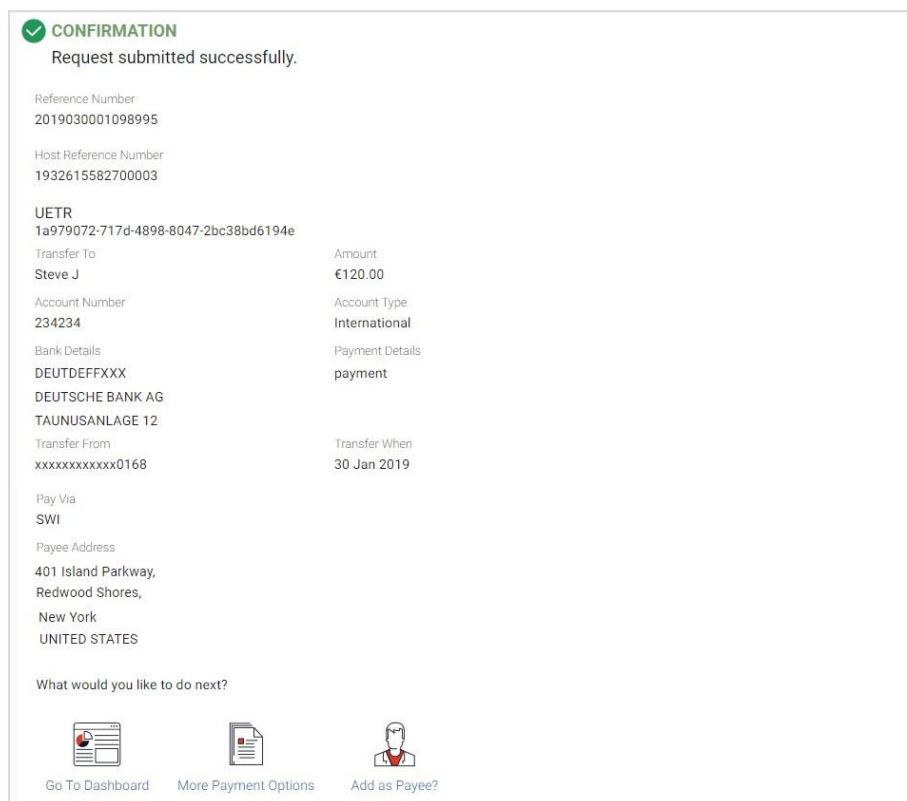 CONFIRMATION
Request submitted successfully.
Reference Number
2019030001098995
Host Reference Number
1932615582700003
UETR
1a979072-717d-4898-8047-2bc38bd6194e
Transfer To
Steve J
Amount
€120.00
Account Number
234234
Account Type
International
Bank Details
DEUTDEFFXXX
DEUTSCHE BANK AG
TAUNUSANLAGE 12
Payment Details
payment
Transfer From
xxxxxxxxxxxx0168
Transfer When
30 Jan 2019
Pay Via
SWI
Payee Address
401 Island Parkway,
Redwood Shores,
New York
UNITED STATES
What would you like to do next?
Go To Dashboard
More Payment Options
Add as Payee?